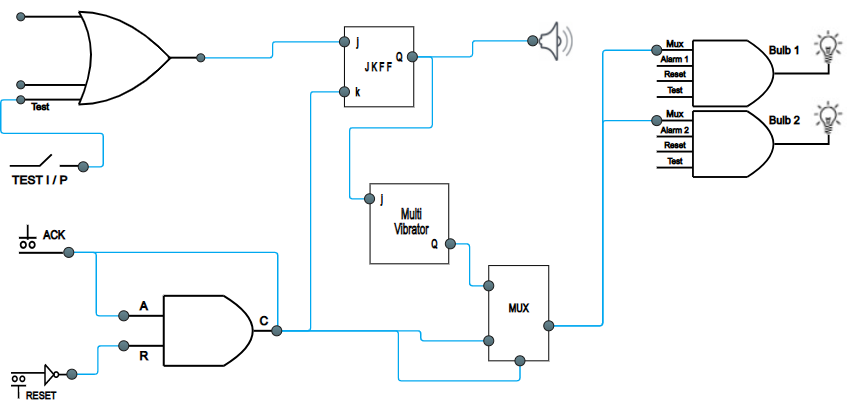 Test
TEST I / P
j
Q
JKFF
k
Mux
Alarm 1
Reset
Test
Bulb 1
Mux
Alarm 2
Reset
Test
Bulb 2
j
Multi
Vibrator
Q
ACK
A
R
C
MUX
RESET